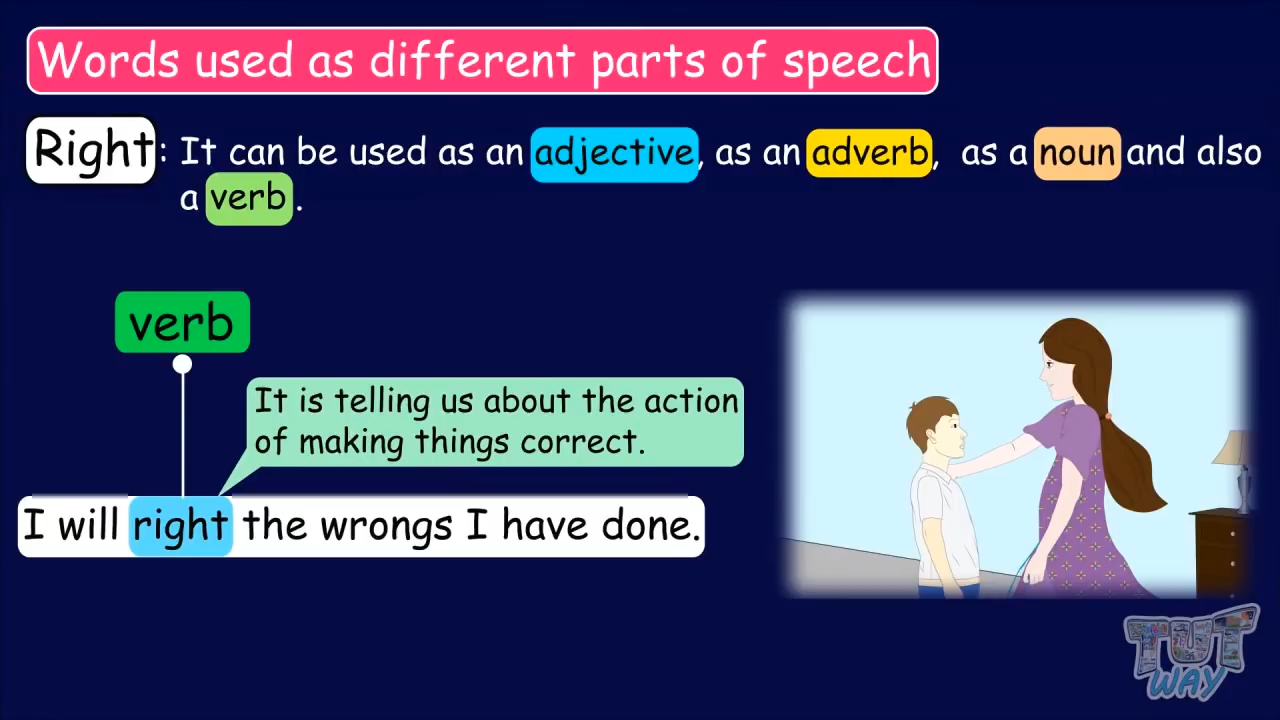 Words used as different parts of speech
Right: It can be used as an adjective, as an adverb, as a noun and also
a verb.
verb
It is telling us about the action
of making things correct.
I will right the wrongs I have done.
TUT
WAY